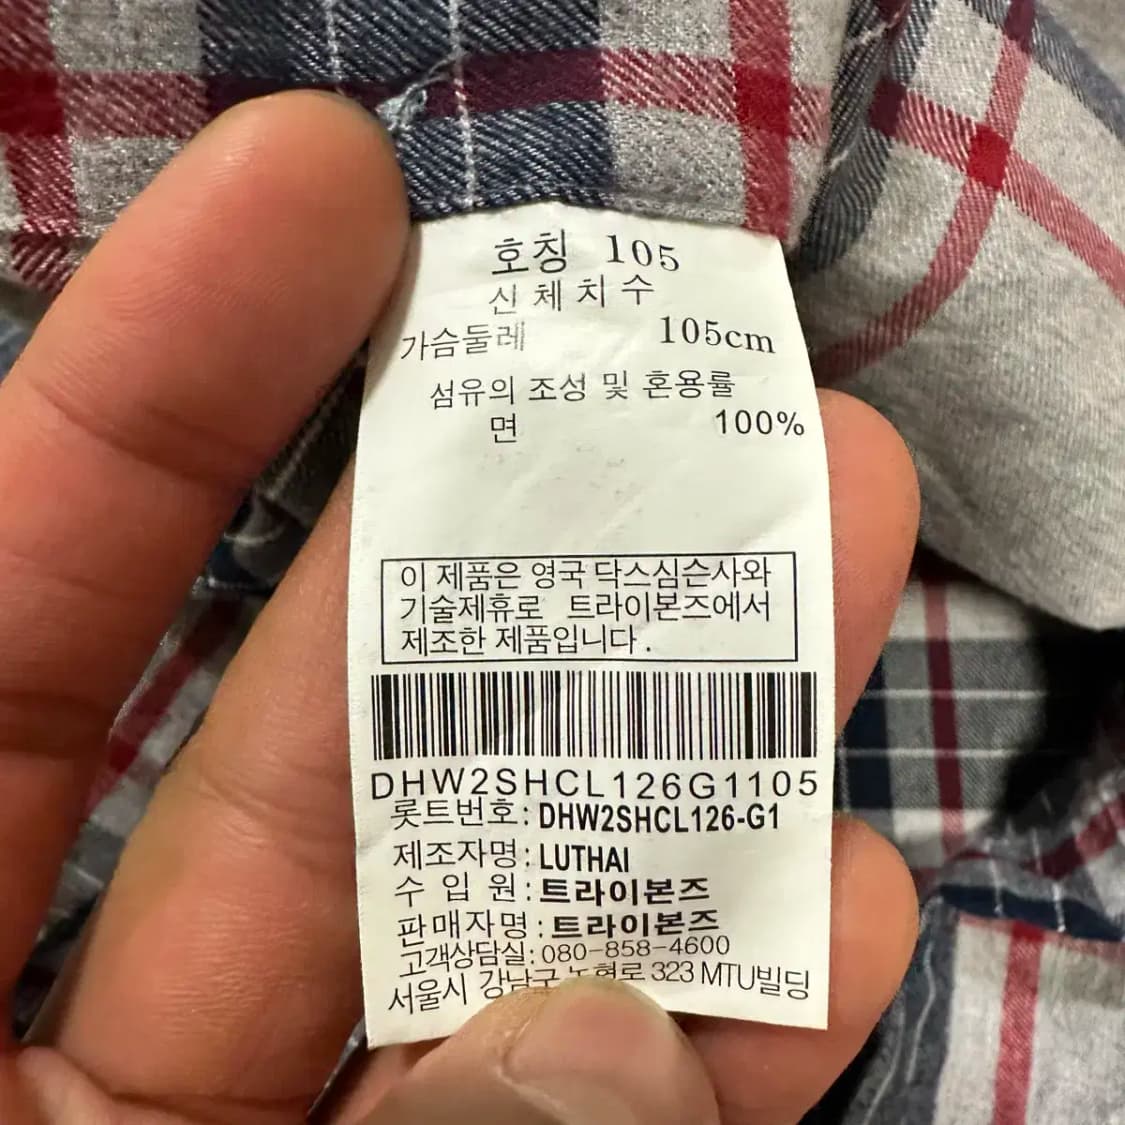 호칭 105
신체치수
가슴둘레 105cm
섬유의 조성 및 혼용률
면 100%
이 제품은 영국 닥스심슨사와
기술제휴로 트라이본즈에서
제조한 제품입니다.
DHW2SHCL126G1105
롯트번호: DHW2SHCL126-G1
제조자명: LUTHAI
수 입 원: 트라이본즈
판매자명: 트라이본즈
고객상담실: 080-858-4600
서울시 강남구 323 MTU빌딩